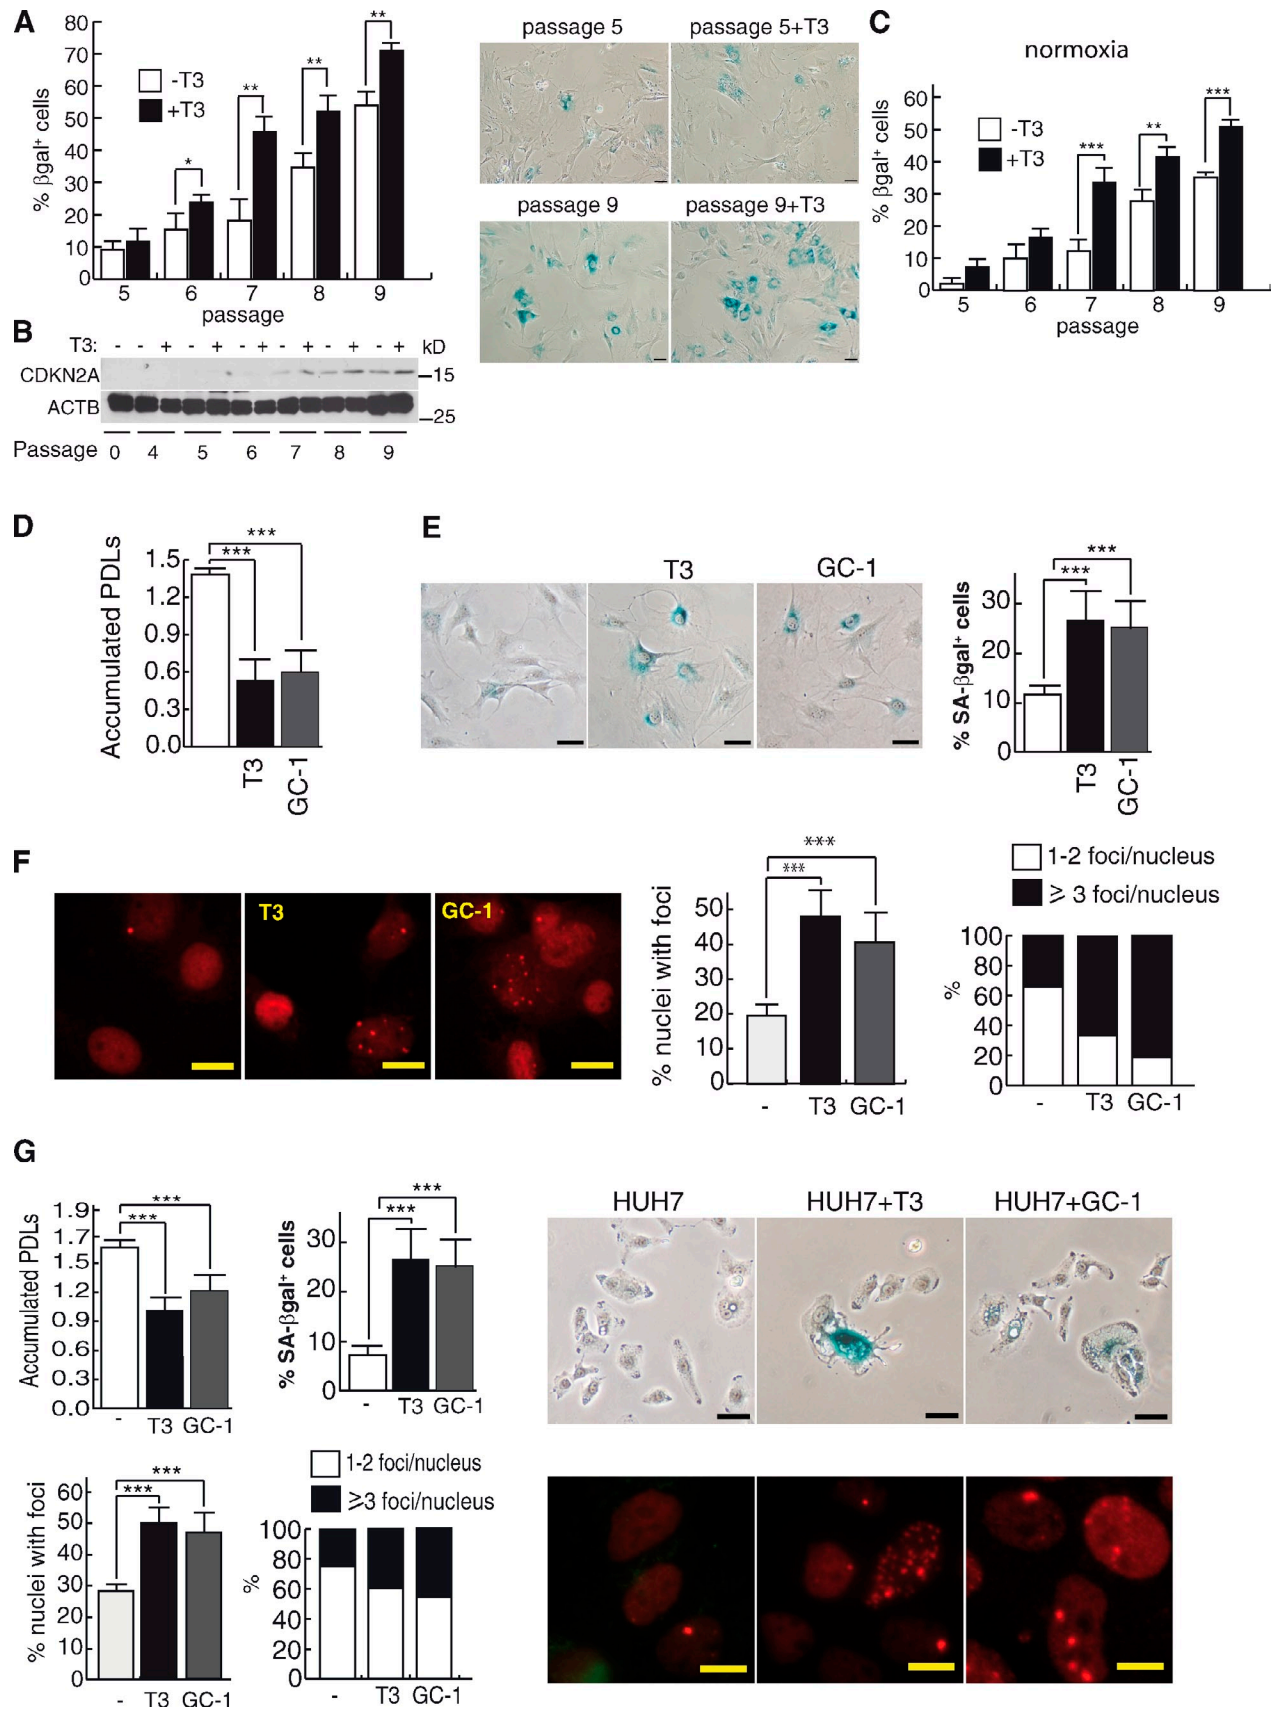 A
80
70
60
50
40
30
20
10
0
% βgal⁺ cells
-T3
+T3
*
**
**
**
5 6 7 8 9
passage
passage 5
passage 5+T3
passage 9
passage 9+T3
C
normoxia
60
50
40
30
20
10
0
% βgal⁺ cells
-T3
+T3
***
**
***
5 6 7 8 9
passage
B
T3: - - + - + - + - + - + - + kD
CDKN2A
15
ACTB
25
Passage 0 4 5 6 7 8 9
D
Accumulated PDLs
1.5
1.2
0.9
0.6
0.3
0.0
***
***
T3
GC-1
E
T3
GC-1
% SA-βgal⁺ cells
30
20
10
0
***
***
T3
GC-1
F
T3
GC-1
% nuclei with foci
50
40
30
20
10
0
***
***
- T3 GC-1
1-2 foci/nucleus
⩾ 3 foci/nucleus
%
100
80
60
40
20
0
- T3 GC-1
G
Accumulated PDLs
1.9
1.7
1.5
1.2
0.9
0.6
0.3
0.0
***
***
- T3 GC-1
% SA-βgal⁺ cells
30
20
10
0
***
***
- T3 GC-1
HUH7
HUH7+T3
HUH7+GC-1
% nuclei with foci
60
50
40
30
20
10
0
***
***
- T3 GC-1
1-2 foci/nucleus
⩾3 foci/nucleus
%
100
80
60
40
20
0
- T3 GC-1